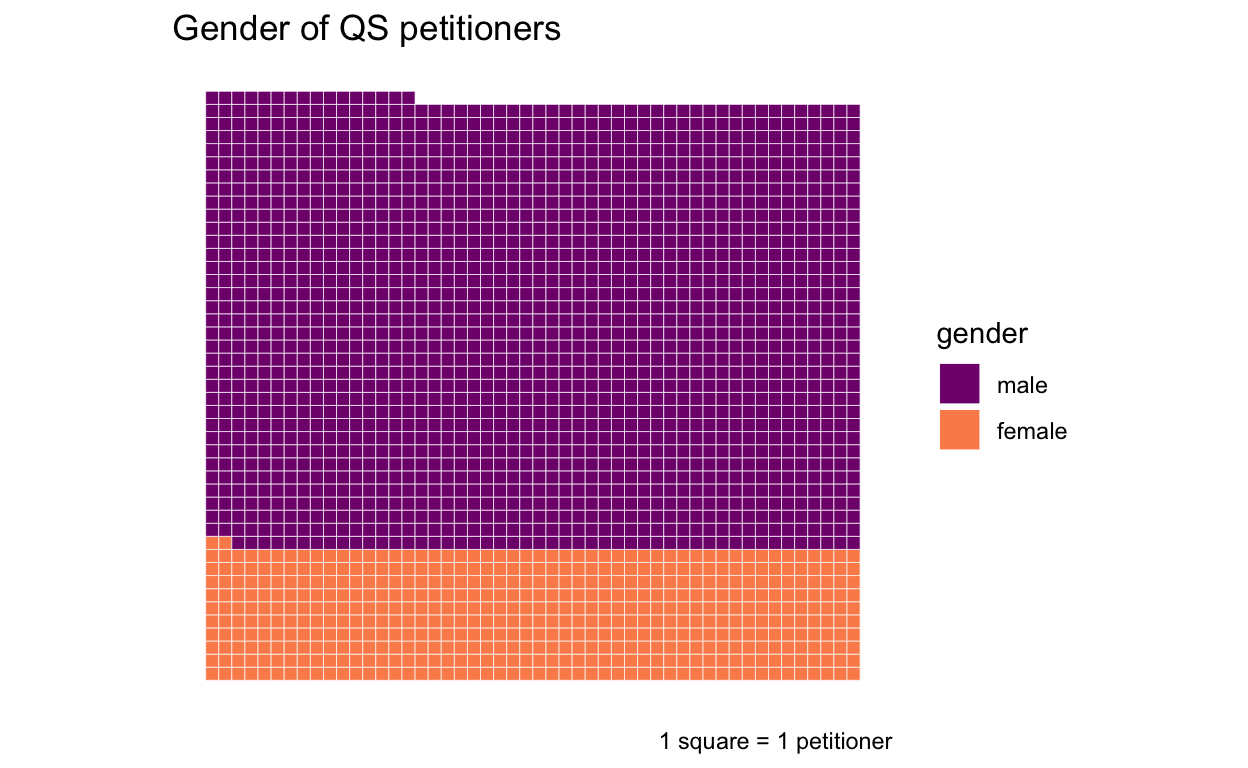 Gender of QS petitioners
gender
male
female
1 square = 1 petitioner